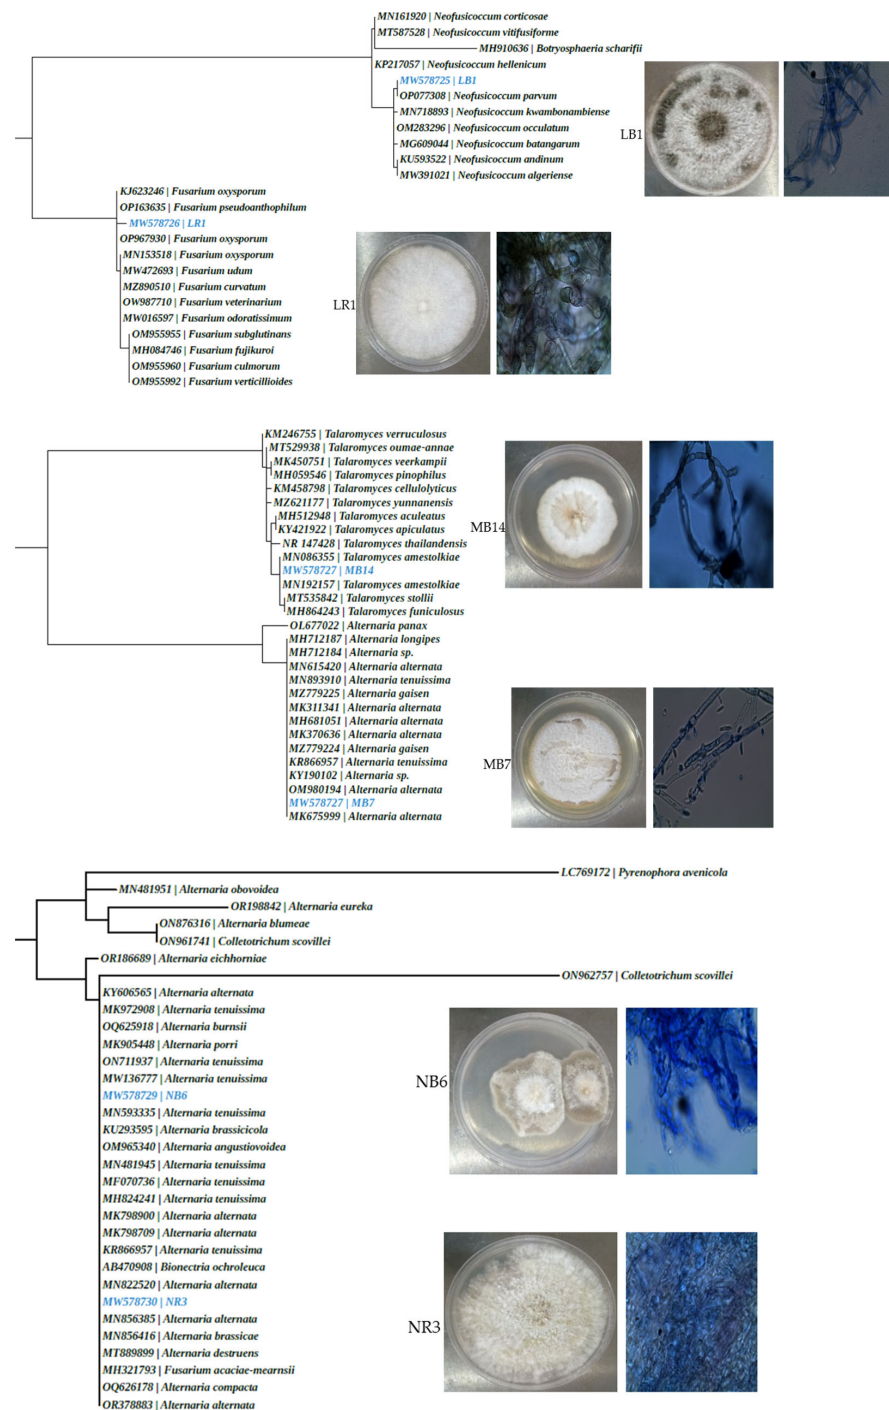 MN161920 | Neofusicoccum corticosae
MT587528 | Neofusicoccum vitifusiforme
MH910636 | Botryosphaeria scharifii
KP217057 | Neofusicoccum hellenicum
MW578725 | LB1
OP077308 | Neofusicoccum parvum
MN718893 | Neofusicoccum kwambonambiense
OM283296 | Neofusicoccum occulatum
MG609044 | Neofusicoccum batangarum
KU593522 | Neofusicoccum andinum
MW391021 | Neofusicoccum algeriense
LB1
KJ623246 | Fusarium oxysporum
OP163635 | Fusarium pseudoanthophilum
MW578726 | LR1
OP967930 | Fusarium oxysporum
MN153518 | Fusarium oxysporum
MW472693 | Fusarium udum
MZ890510 | Fusarium curvatum
OW987710 | Fusarium veterinarium
MW016597 | Fusarium odoratissimum
OM955955 | Fusarium subglutinans
MH084746 | Fusarium fujikuroi
OM955960 | Fusarium culmorum
OM955992 | Fusarium verticillioides
LR1
KM246755 | Talaromyces verruculosus
MT529938 | Talaromyces oumae-annae
MK450751 | Talaromyces veerkampii
MH059546 | Talaromyces pinophilus
KM458798 | Talaromyces cellulolyticus
MZ621177 | Talaromyces yunnanensis
MH512948 | Talaromyces aculeatus
KY421922 | Talaromyces apiculatus
NR 147428 | Talaromyces thailandensis
MN086355 | Talaromyces amestolkiae
MW578727 | MB14
MN192157 | Talaromyces amestolkiae
MT535842 | Talaromyces stollii
MH864243 | Talaromyces funiculosus
MB14
OL677022 | Alternaria panax
MH712187 | Alternaria longipes
MH712184 | Alternaria sp.
MN615420 | Alternaria alternata
MN893910 | Alternaria tenuissima
MZ779225 | Alternaria gaisen
MK311341 | Alternaria alternata
MH681051 | Alternaria alternata
MK370636 | Alternaria alternata
MZ779224 | Alternaria gaisen
KR866957 | Alternaria tenuissima
KY190102 | Alternaria sp.
OM980194 | Alternaria alternata
MW578727 | MB7
MK675999 | Alternaria alternata
MB7
LC769172 | Pyrenophora avenicola
MN481951 | Alternaria obovoidea
OR198842 | Alternaria eureka
ON876316 | Alternaria blumeae
ON961741 | Colletotrichum scovillei
OR186689 | Alternaria eichhorniae
ON962757 | Colletotrichum scovillei
KY606565 | Alternaria alternata
MK972908 | Alternaria tenuissima
OQ625918 | Alternaria burnsii
MK905448 | Alternaria porri
ON711937 | Alternaria tenuissima
MW136777 | Alternaria tenuissima
MW578729 | NB6
MN593335 | Alternaria tenuissima
KU293595 | Alternaria brassicicola
OM965340 | Alternaria angustiovoidea
MN481945 | Alternaria tenuissima
MF070736 | Alternaria tenuissima
MH824241 | Alternaria tenuissima
MK798900 | Alternaria alternata
MK798709 | Alternaria alternata
KR866957 | Alternaria tenuissima
AB470908 | Bionectria ochroleuca
MN822520 | Alternaria alternata
MW578730 | NR3
MN856385 | Alternaria alternata
MN856416 | Alternaria brassicae
MT889899 | Alternaria destruens
MH321793 | Fusarium acaciae-mearnsii
OQ626178 | Alternaria compacta
OR378883 | Alternaria alternata
NB6
NR3